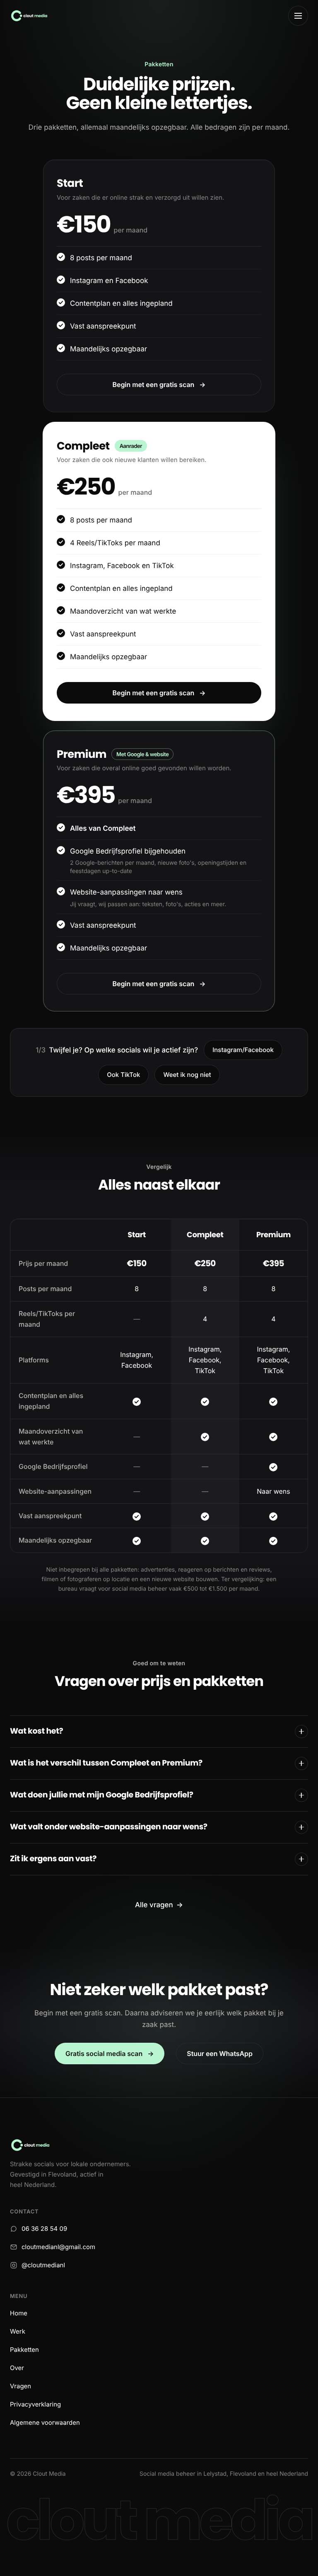 clout media
Pakketten
Duidelijke prijzen.
Geen kleine lettertjes.
Drie pakketten, allemaal maandelijks opzegbaar. Alle bedragen zijn per maand.
Start
Voor zaken die er online strak en verzorgd uit willen zien.
€150 per maand
8 posts per maand
Instagram en Facebook
Contentplan en alles ingepland
Vast aanspreekpunt
Maandelijks opzegbaar
Begin met een gratis scan →
Compleet Aanrader
Voor zaken die ook nieuwe klanten willen bereiken.
€250 per maand
8 posts per maand
4 Reels/TikToks per maand
Instagram, Facebook en TikTok
Contentplan en alles ingepland
Maandoverzicht van wat werkte
Vast aanspreekpunt
Maandelijks opzegbaar
Begin met een gratis scan →
Premium Met Google & website
Voor zaken die overal online goed gevonden willen worden.
€395 per maand
Alles van Compleet
Google Bedrijfsprofiel bijgehouden
2 Google-berichten per maand, nieuwe foto's, openingstijden en
feestdagen up-to-date
Website-aanpassingen naar wens
Jij vraagt, wij passen aan: teksten, foto's, acties en meer.
Vast aanspreekpunt
Maandelijks opzegbaar
Begin met een gratis scan →
1/3 Twijfel je? Op welke socials wil je actief zijn? Instagram/Facebook
Ook TikTok Weet ik nog niet
Vergelijk
Alles naast elkaar
Start Compleet Premium
Prijs per maand €150 €250 €395
Posts per maand 8 8 8
Reels/TikToks per
maand — 4 4
Platforms Instagram, Facebook Instagram, Facebook, TikTok Instagram, Facebook, TikTok
Contentplan en alles
ingepland
Maandoverzicht van
wat werkte —
Google Bedrijfsprofiel — —
Website-aanpassingen — — Naar wens
Vast aanspreekpunt
Maandelijks opzegbaar
Niet inbegrepen bij alle pakketten: advertenties, reageren op berichten en reviews,
filmen of fotograferen op locatie en een nieuwe website bouwen. Ter vergelijking: een
bureau vraagt voor social media beheer vaak €500 tot €1.500 per maand.
Goed om te weten
Vragen over prijs en pakketten
Wat kost het? +
Wat is het verschil tussen Compleet en Premium? +
Wat doen jullie met mijn Google Bedrijfsprofiel? +
Wat valt onder website-aanpassingen naar wens? +
Zit ik ergens aan vast? +
Alle vragen →
Niet zeker welk pakket past?
Begin met een gratis scan. Daarna adviseren we je eerlijk welk pakket bij je
zaak past.
Gratis social media scan → Stuur een WhatsApp
clout media
Strakke socials voor lokale ondernemers.
Gevestigd in Flevoland, actief in
heel Nederland.
CONTACT
06 36 28 54 09
cloutmedianl@gmail.com
@cloutmedianl
MENU
Home
Werk
Pakketten
Over
Vragen
Privacyverklaring
Algemene voorwaarden
© 2026 Clout Media Social media beheer in Lelystad, Flevoland en heel Nederland
clout media